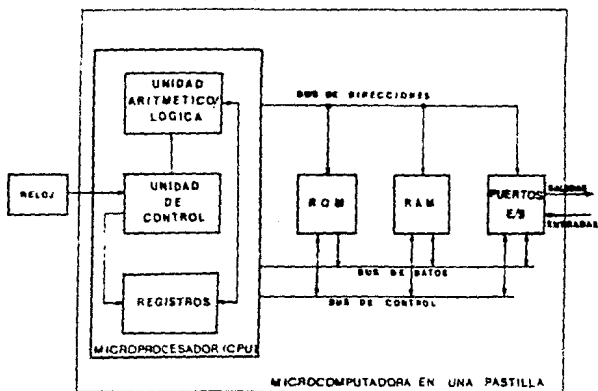 UNIDAD
ARITMETICO/
LOGICA
BUS DE DIRECCIONES
RELOJ
UNIDAD
DE
CONTROL
ROM
RAM
PUERTOS
E/S
SALIDAS
ENTRADAS
REGISTROS
BUS DE DATOS
BUS DE CONTROL
MICROPROCESADOR (CPU)
MICROCOMPUTADORA EN UNA PASTILLA